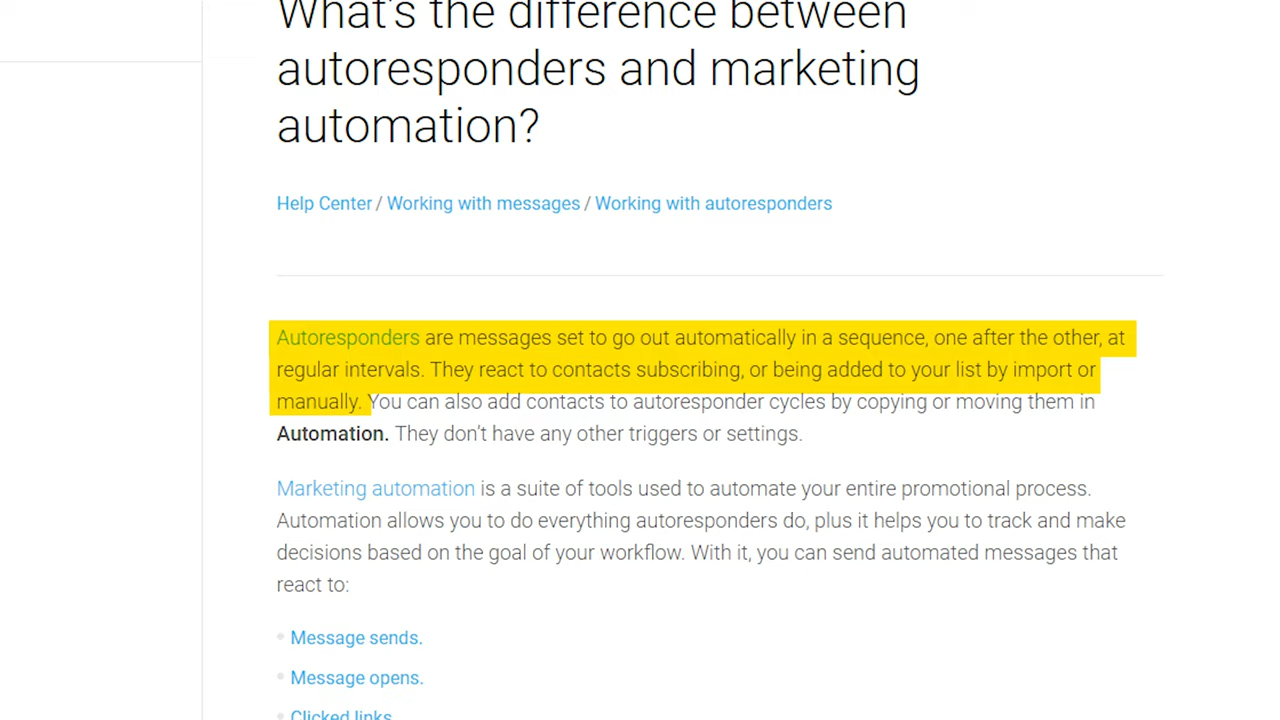 What's the difference between
autoresponders and marketing
automation?
Help Center / Working with messages / Working with autoresponders
Autoresponders are messages set to go out automatically in a sequence, one after the other, at
regular intervals. They react to contacts subscribing, or being added to your list by import or
manually. You can also add contacts to autoresponder cycles by copying or moving them in
Automation. They don't have any other triggers or settings.
Marketing automation is a suite of tools used to automate your entire promotional process.
Automation allows you to do everything autoresponders do, plus it helps you to track and make
decisions based on the goal of your workflow. With it, you can send automated messages that
react to:
Message sends.
Message opens.
Clicked links